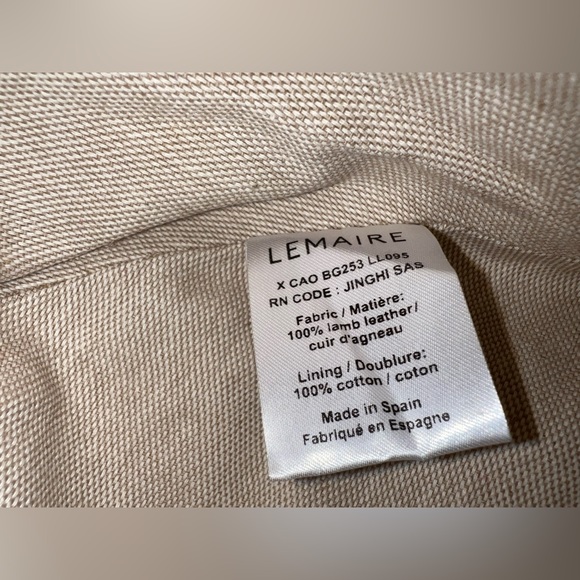 LEMAIRE
X CAO BG253 LL095
RN CODE : JINGHI SAS
Fabric / Matière:
100% lamb leather/
cuir d'agneau
Lining / Doublure:
100% cotton / coton
Made in Spain
Fabriqué en Espagne